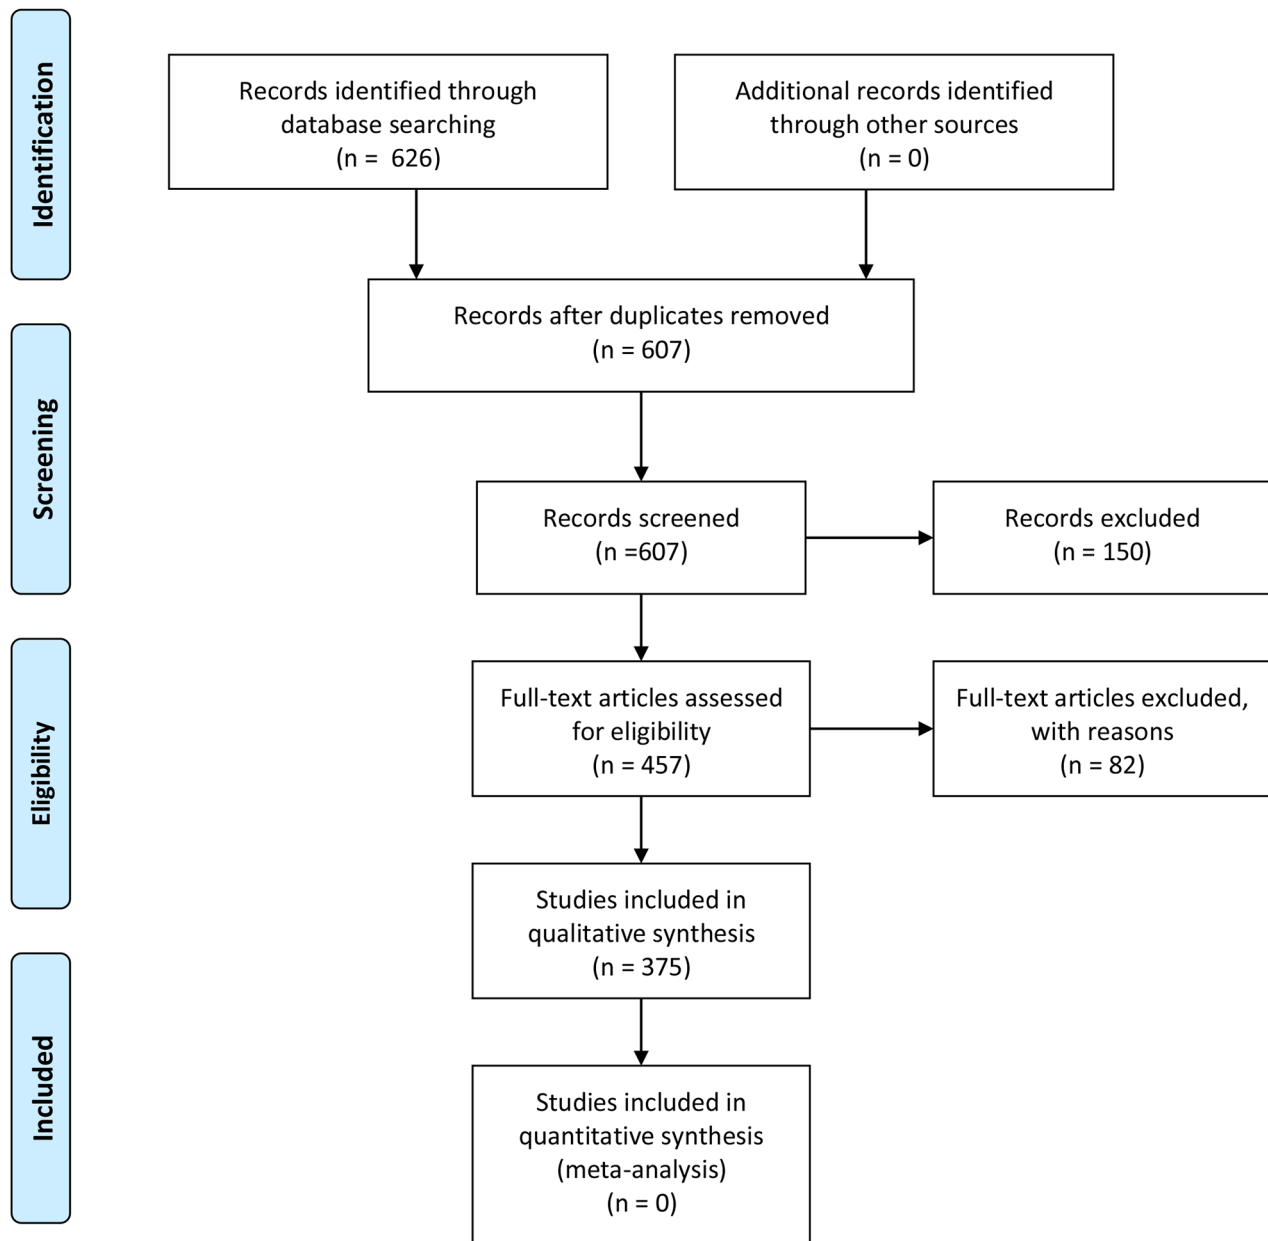 Identification
Records identified through
database searching
(n =  626)
Additional records identified
through other sources
(n = 0)
Records after duplicates removed
(n = 607)
Screening
Records screened
(n =607)
Records excluded
(n = 150)
Eligibility
Full-text articles assessed
for eligibility
(n = 457)
Full-text articles excluded,
with reasons
(n = 82)
Studies included in
qualitative synthesis
(n = 375)
Included
Studies included in
quantitative synthesis
(meta-analysis)
(n = 0)